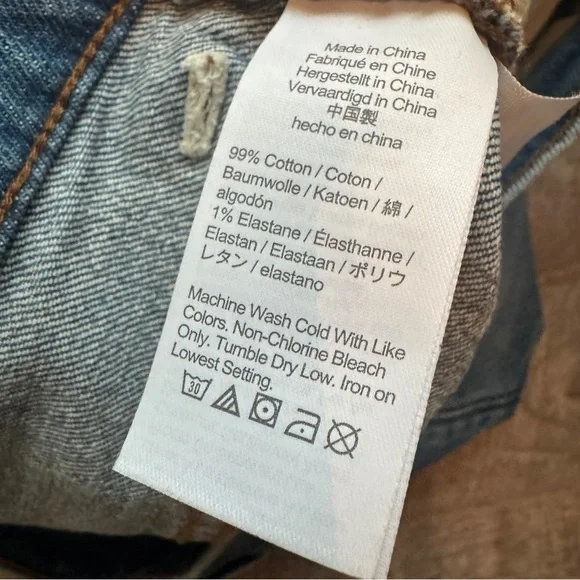 Made in China
Fabriqué en Chine
Hergestellt in China
Vervaardigd in China
中国製
hecho en china
99% Cotton / Coton /
Baumwolle / Katoen / 綿 /
algodón
1% Elastane / Élasthanne /
Elastan / Elastaan / ポリウ
レタン / elastano
Machine Wash Cold With Like
Colors. Non-Chlorine Bleach
Only. Tumble Dry Low. Iron on
Lowest Setting.
30